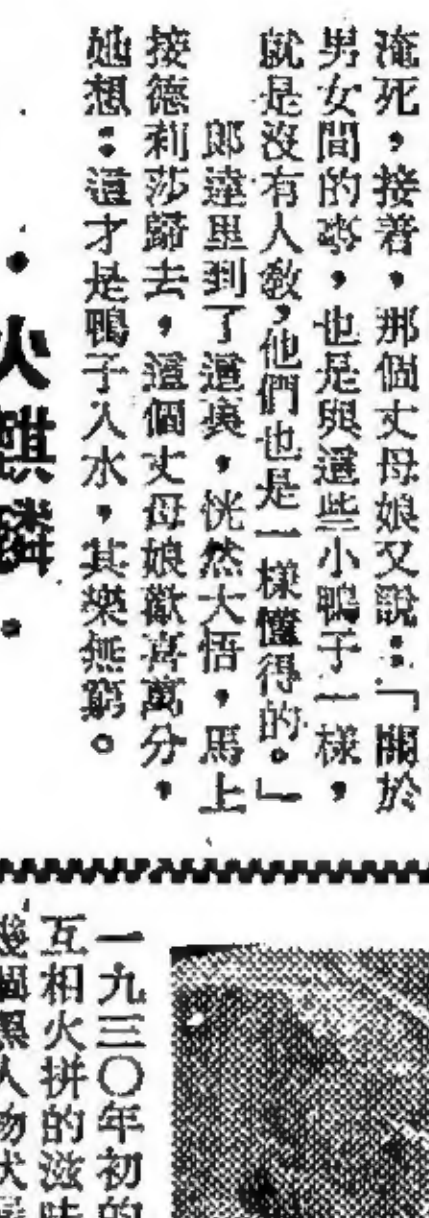 淹死，接着，那個丈母娘又說：「關於
男女間的事，也是與這些小鴨子一樣，
就是沒有人敎，他們也是一樣懂得的。」
郎達里到了這裏，恍然大悟，馬上
接德莉莎歸去，這個丈母娘歡喜萬分，
她想：這才是鴨子入水，其樂無窮。
・火麒麟・
一九三〇年初的
互相火拼的滋味
幾個黑人物